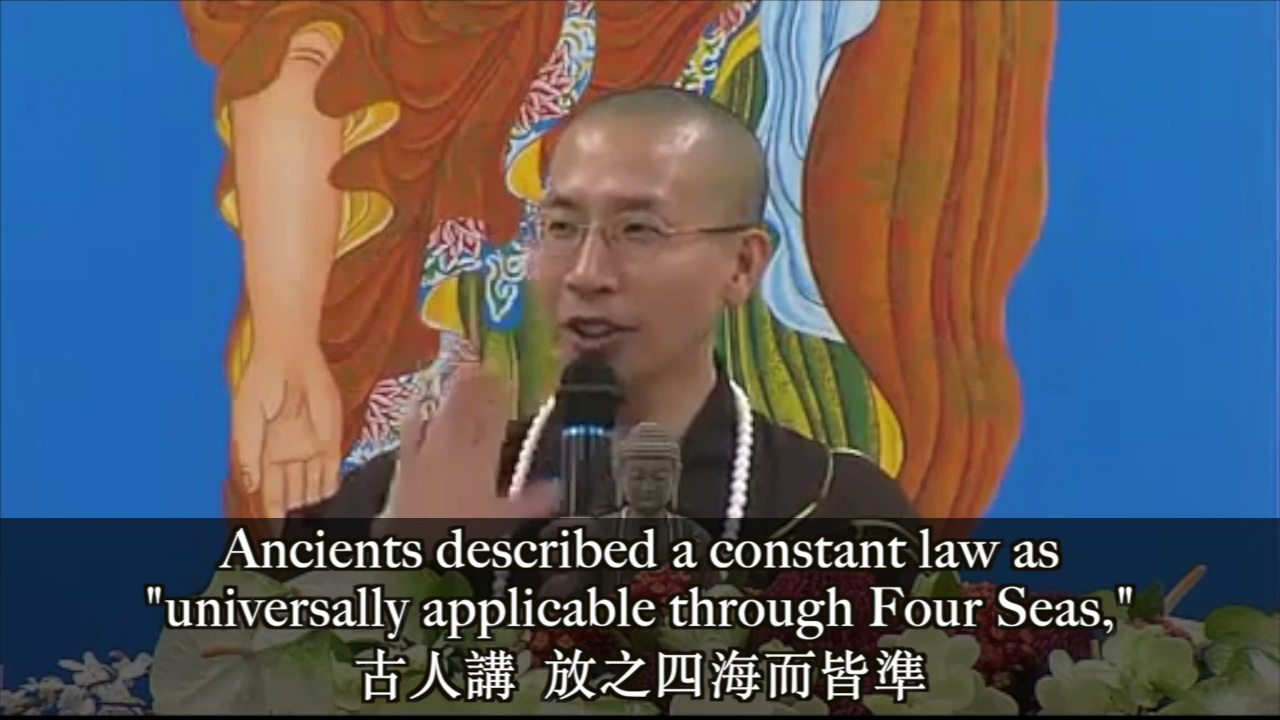 Ancients described a constant law as
"universally applicable through Four Seas,"
古人講 放之四海而皆準